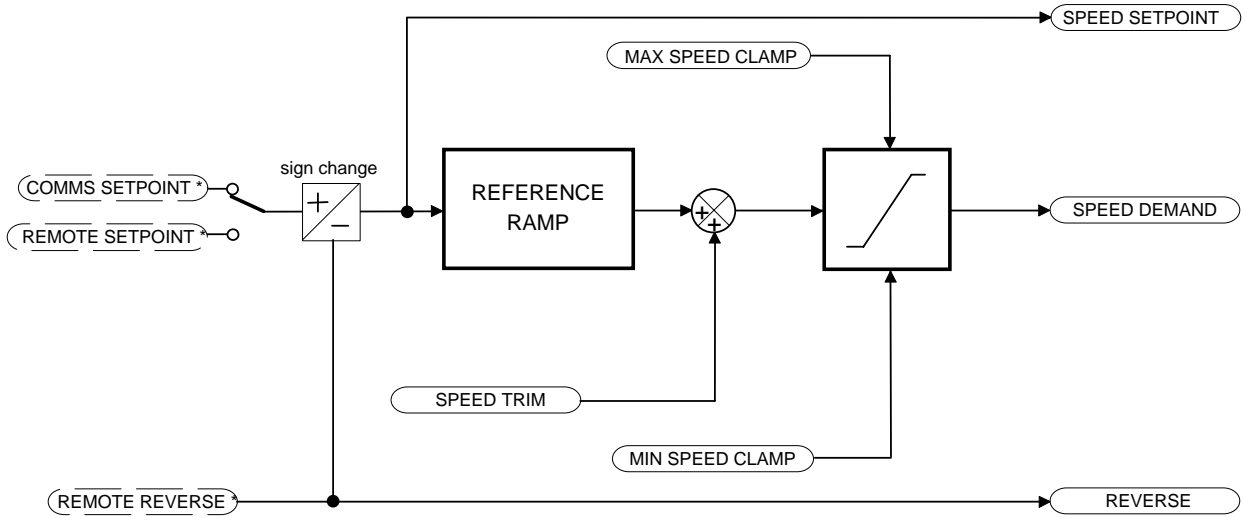 SPEED SETPOINT
MAX SPEED CLAMP
sign change
COMMS SETPOINT *
+
−
REFERENCE
RAMP
+
+
SPEED DEMAND
REMOTE SETPOINT *
SPEED TRIM
MIN SPEED CLAMP
REMOTE REVERSE *
REVERSE